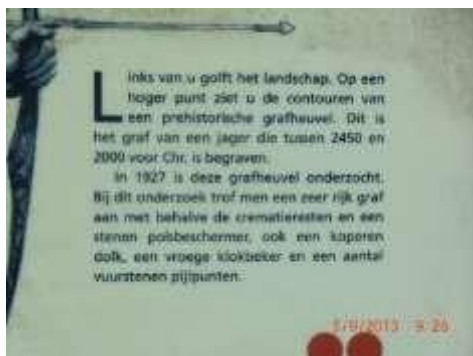 Links van u golft het landschap. Op een
hoger punt ziet u de contouren van
een prehistorische grafheuvel. Dit is
het graf van een jager die tussen 2450 en
2000 voor Chr. is begraven.
In 1927 is deze grafheuvel onderzocht.
Bij dit onderzoek trof men een zeer rijk graf
aan met behalve de crematieresten en een
stenen polsbeschermer, ook een koperen
dolk, een vroege klokbeker en een aantal
vuurstenen pijlpunten.
3/9/2013 9:26